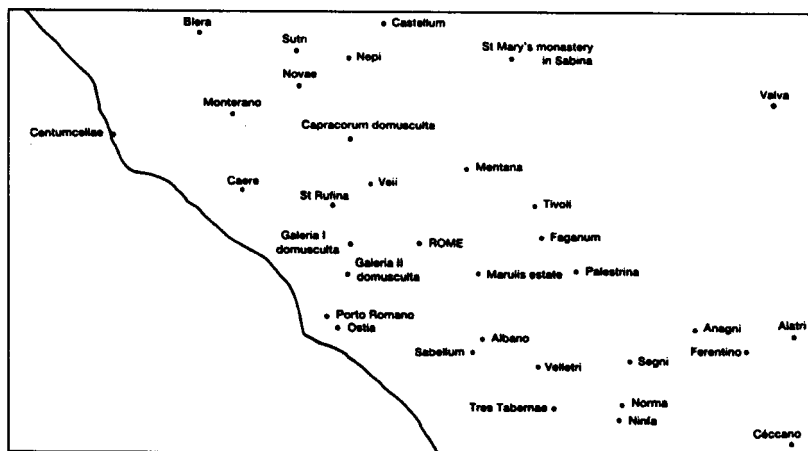 Blera
Castellum
Sutri
Nepi
St Mary's monastery
in Sabina
Novae
Valva
Monterano
Centumcellae
Capracorum domusculta
Mentana
Caere
Veii
St Rufina
Tivoli
Galeria I
domusculta
ROME
Faganum
Galeria II
domusculta
Marulis estate
Palestrina
Porto Romano
Ostia
Albano
Anagni
Alatri
Sabellum
Ferentino
Velletri
Segni
Tres Tabernae
Norma
Ninfa
Céccano